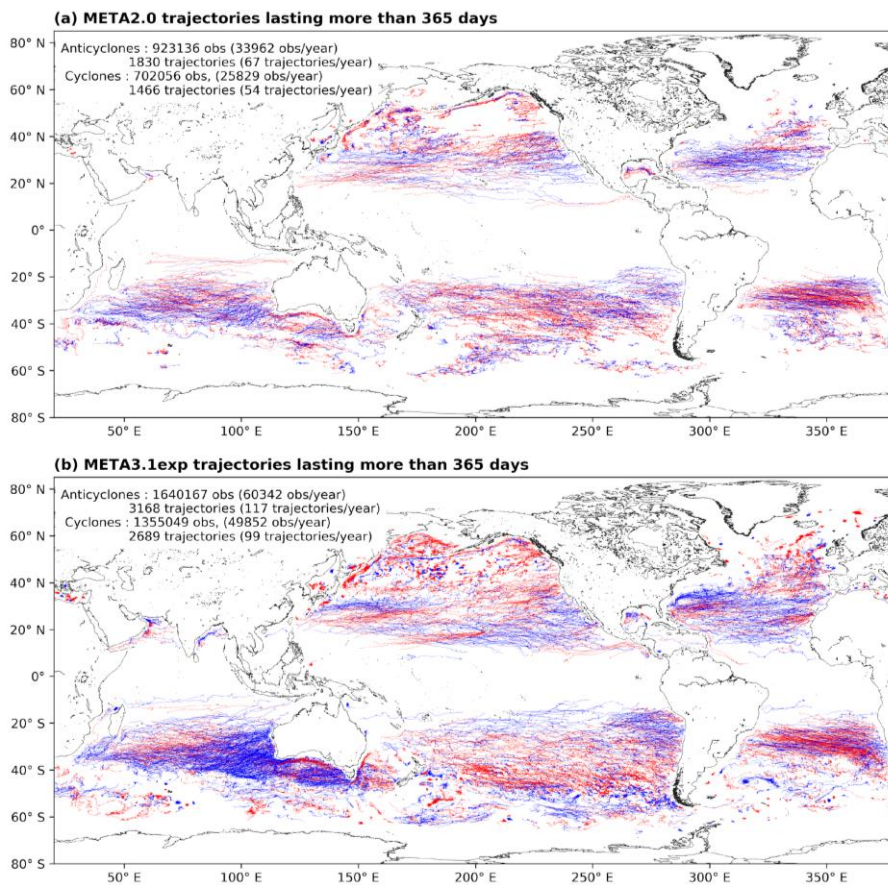 (a) META2.0 trajectories lasting more than 365 days
80° N
Anticyclones : 923136 obs (33962 obs/year)
1830 trajectories (67 trajectories/year)
Cyclones : 702056 obs, (25829 obs/year)
1466 trajectories (54 trajectories/year)
60° N
40° N
20° N
0°
20° S
40° S
60° S
80° S
50° E 100° E 150° E 200° E 250° E 300° E 350° E
(b) META3.1exp trajectories lasting more than 365 days
80° N
Anticyclones : 1640167 obs (60342 obs/year)
3168 trajectories (117 trajectories/year)
Cyclones : 1355049 obs, (49852 obs/year)
2689 trajectories (99 trajectories/year)
60° N
40° N
20° N
0°
20° S
40° S
60° S
80° S
50° E 100° E 150° E 200° E 250° E 300° E 350° E